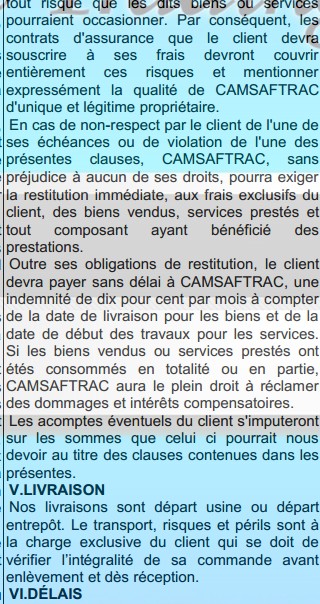 tout risque que les dits biens ou services
pourraient occasionner. Par conséquent, les
contrats d'assurance que le client devra
souscrire à ses frais devront couvrir
entièrement ces risques et mentionner
expressément la qualité de CAMSAFTRAC
d'unique et légitime propriétaire.
En cas de non-respect par le client de l'une de
ses échéances ou de violation de l'une des
présentes clauses, CAMSAFTRAC, sans
préjudice à aucun de ses droits, pourra exiger
la restitution immédiate, aux frais exclusifs du
client, des biens vendus, services prestés et
tout composant ayant bénéficié des
prestations.
Outre ses obligations de restitution, le client
devra payer sans délai à CAMSAFTRAC, une
indemnité de dix pour cent par mois à compter
de la date de livraison pour les biens et de la
date de début des travaux pour les services.
Si les biens vendus ou services prestés ont
étés consommés en totalité ou en partie,
CAMSAFTRAC aura le plein droit à réclamer
des dommages et intérêts compensatoires.
Les acomptes éventuels du client s'imputeront
sur les sommes que celui ci pourrait nous
devoir au titre des clauses contenues dans les
présentes.
V.LIVRAISON
Nos livraisons sont départ usine ou départ
entrepôt. Le transport, risques et périls sont à
la charge exclusive du client qui se doit de
vérifier l'intégralité de sa commande avant
enlèvement et dès réception.
VI.DÉLAIS